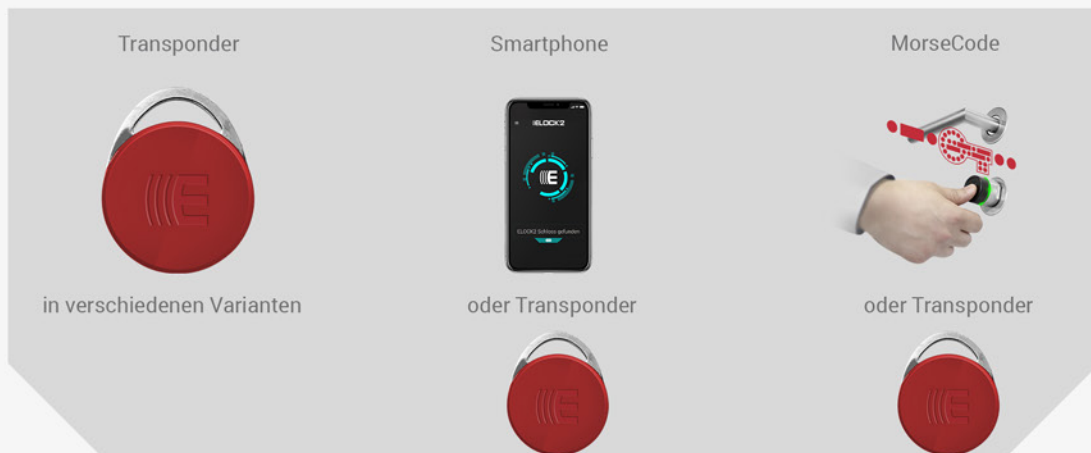 Transponder
Smartphone
MorseCode
ELOCK2
ELOCK2 Schloss gefunden
in verschiedenen Varianten
oder Transponder
oder Transponder